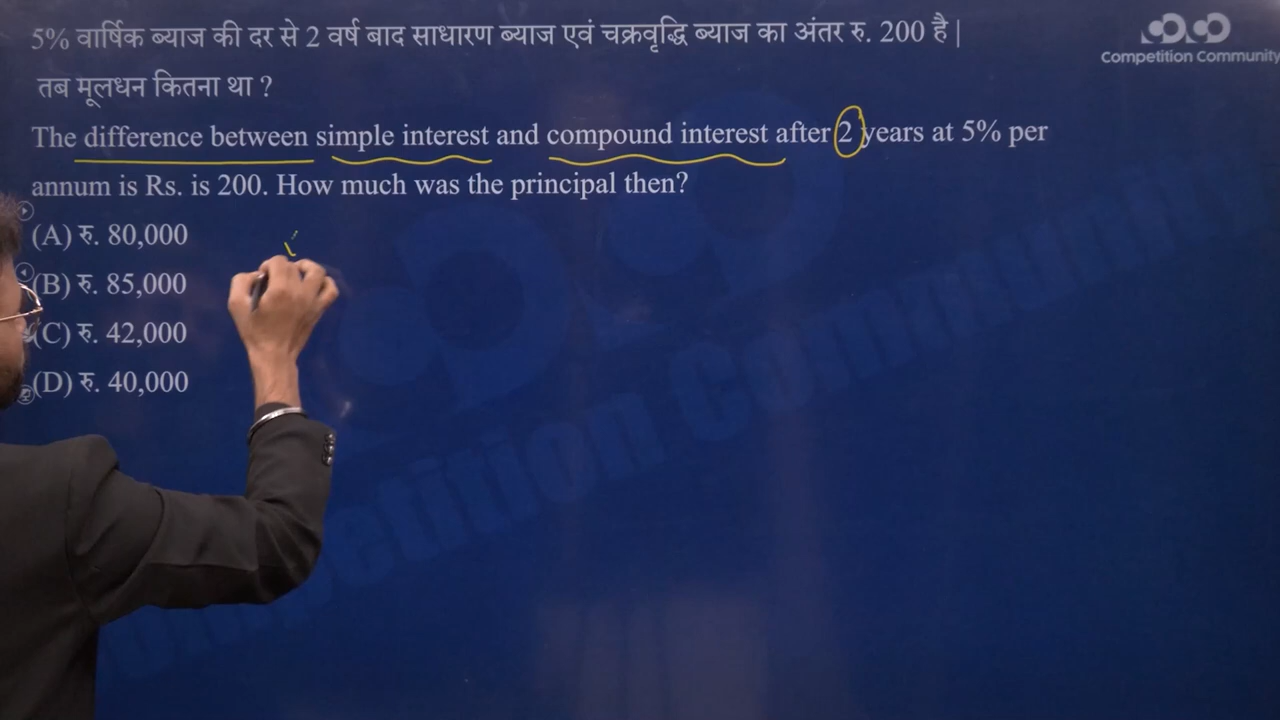 5% वार्षिक ब्याज की दर से 2 वर्ष बाद साधारण ब्याज एवं चक्रवृद्धि ब्याज का अंतर रु. 200 है |
तब मूलधन कितना था ?
The difference between simple interest and compound interest after 2 years at 5% per
annum is Rs. is 200. How much was the principal then?
(A) रु. 80,000
(B) रु. 85,000
(C) रु. 42,000
(D) रु. 40,000
Competition Community
Competition Community